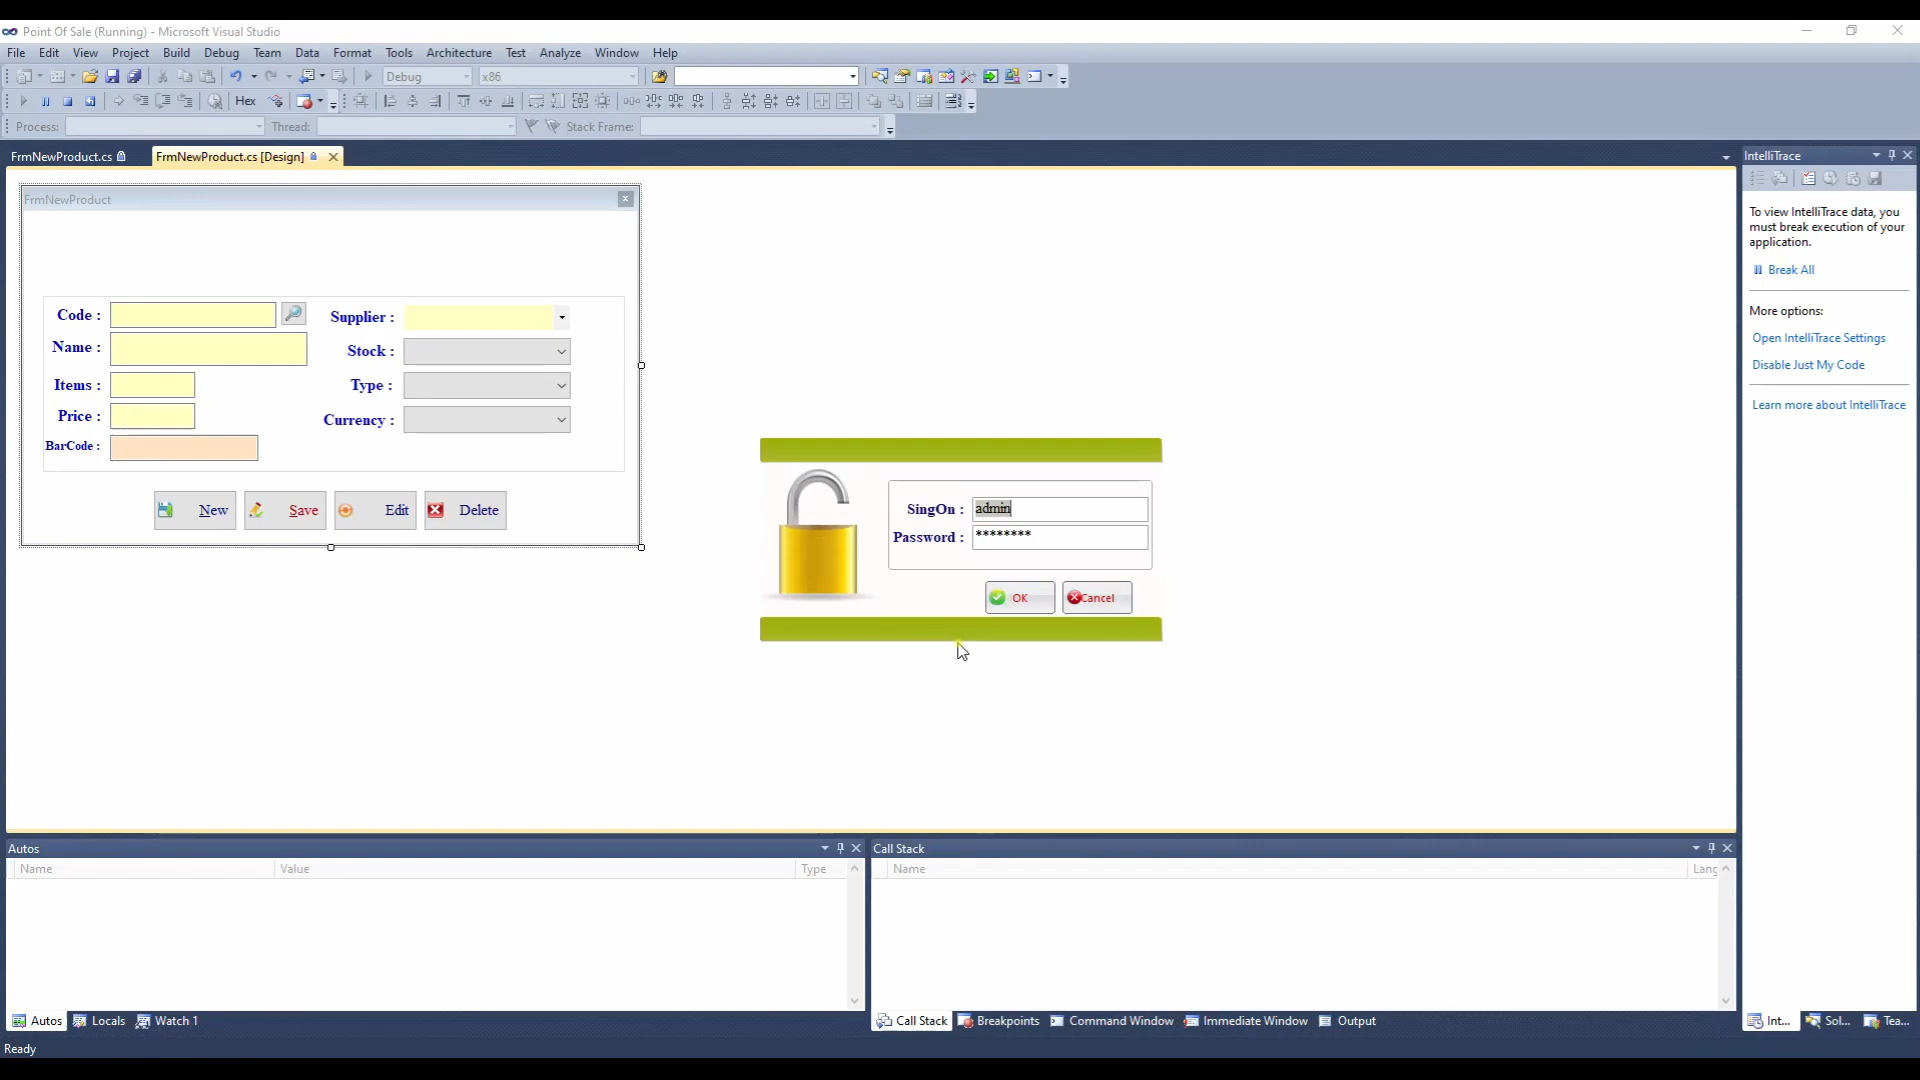 Point Of Sale (Running) - Microsoft Visual Studio
File Edit View Project Build Debug Team Data Format Tools Architecture Test Analyze Window Help
Debug x86
Hex
Process: Thread: Stack Frame:
FrmNewProduct.cs FrmNewProduct.cs [Design]
FrmNewProduct
Code :
Name :
Items :
Price :
BarCode :
Supplier :
Stock :
Type :
Currency :
New Save Edit Delete
SingOn : admin
Password : ********
OK Cancel
IntelliTrace
To view IntelliTrace data, you
must break execution of your
application.
Break All
More options:
Open IntelliTrace Settings
Disable Just My Code
Learn more about IntelliTrace
Autos
Name Value Type
Call Stack
Name Lang
Autos Locals Watch 1
Call Stack Breakpoints Command Window Immediate Window Output
Int... Sol... Tea...
Ready